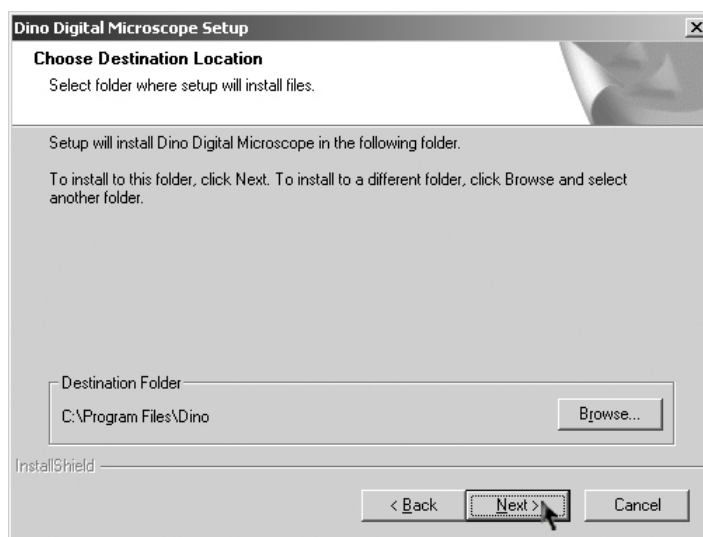 Dino Digital Microscope Setup
Choose Destination Location
Select folder where setup will install files.
Setup will install Dino Digital Microscope in the following folder.
To install to this folder, click Next. To install to a different folder, click Browse and select
another folder.
Destination Folder
C:\Program Files\Dino
Browse...
InstallShield
< Back
Next >
Cancel